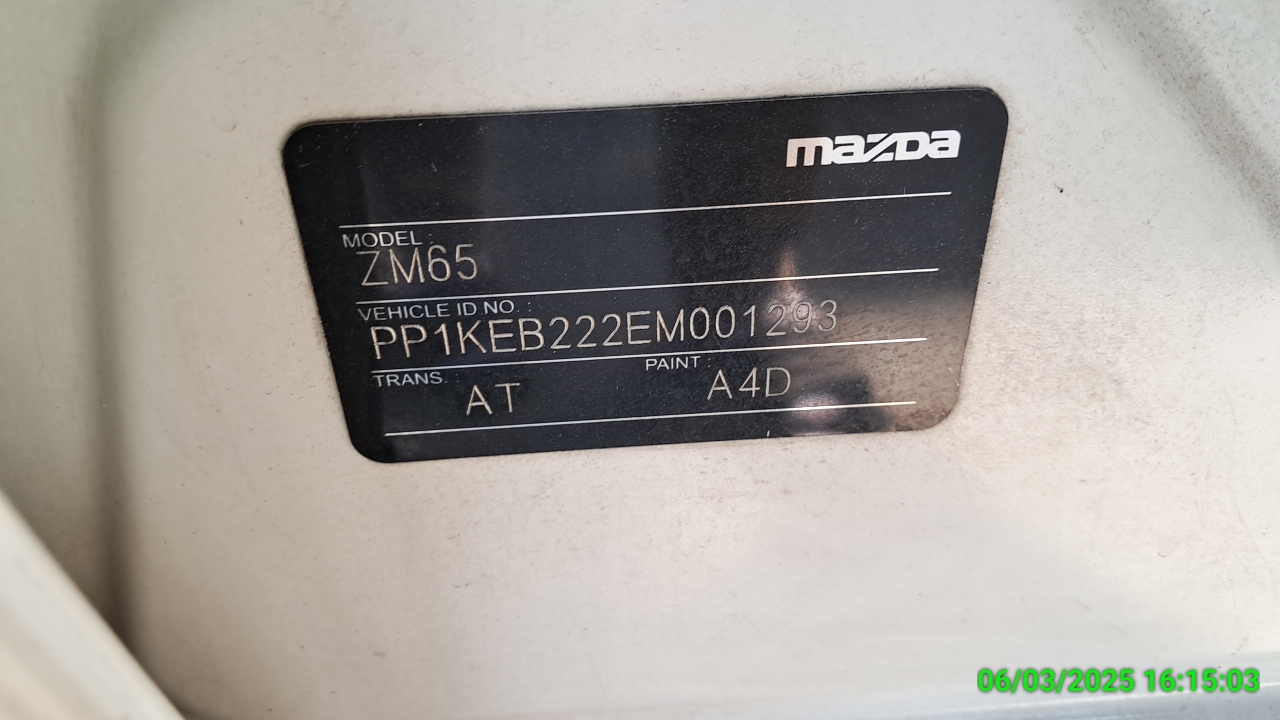 mazda
MODEL :
ZM65
VEHICLE ID NO. :
PP1KEB222EM001293
TRANS. : PAINT :
AT A4D
06/03/2025 16:15:03